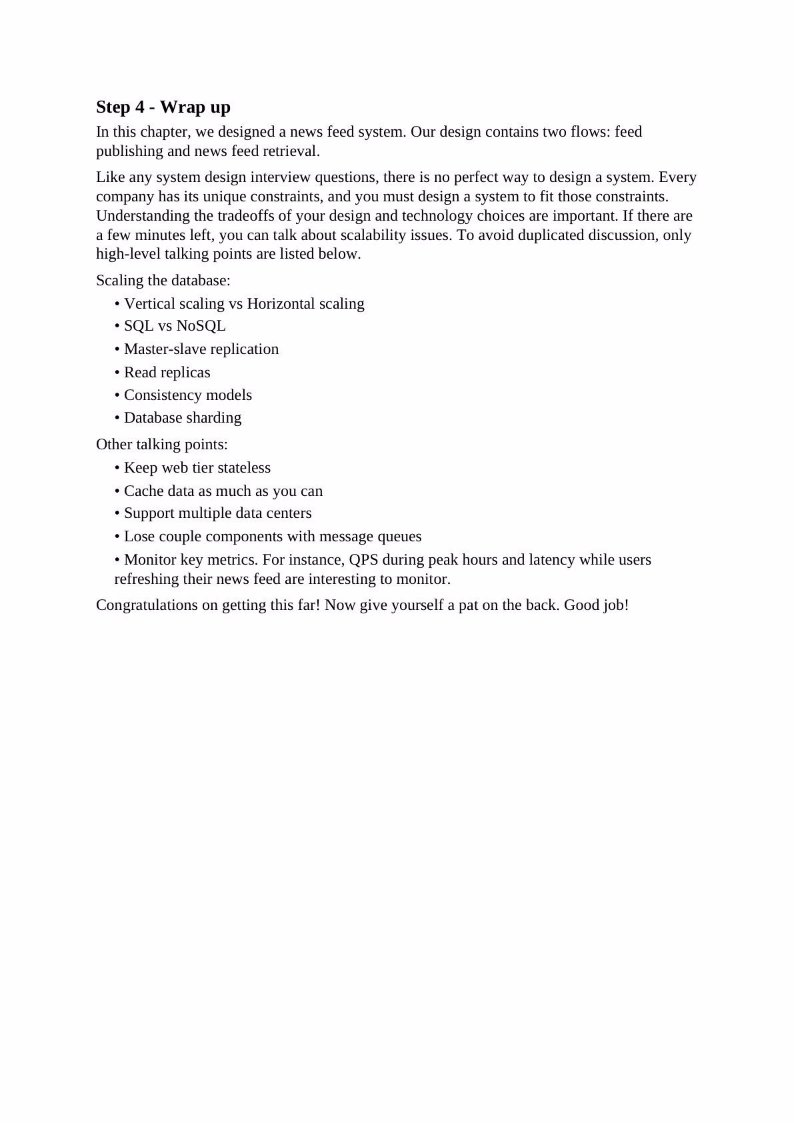 Step 4 - Wrap up
In this chapter, we designed a news feed system. Our design contains two flows: feed
publishing and news feed retrieval.
Like any system design interview questions, there is no perfect way to design a system. Every
company has its unique constraints, and you must design a system to fit those constraints.
Understanding the tradeoffs of your design and technology choices are important. If there are
a few minutes left, you can talk about scalability issues. To avoid duplicated discussion, only
high-level talking points are listed below.
Scaling the database:
• Vertical scaling vs Horizontal scaling
• SQL vs NoSQL
• Master-slave replication
• Read replicas
• Consistency models
• Database sharding
Other talking points:
• Keep web tier stateless
• Cache data as much as you can
• Support multiple data centers
• Lose couple components with message queues
• Monitor key metrics. For instance, QPS during peak hours and latency while users
refreshing their news feed are interesting to monitor.
Congratulations on getting this far! Now give yourself a pat on the back. Good job!